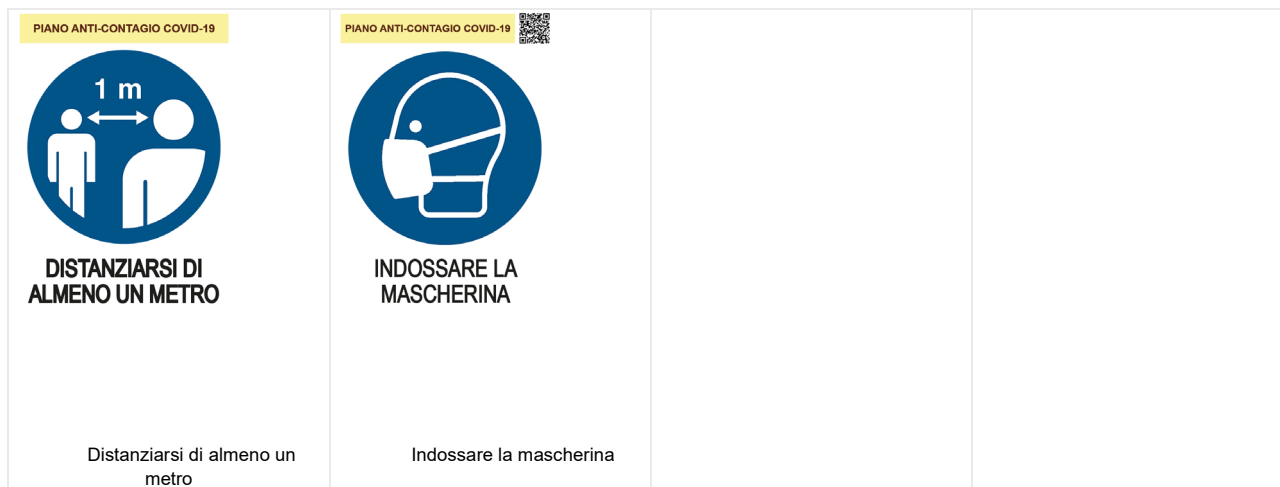 PIANO ANTI-CONTAGIO COVID-19
1 m
DISTANZIARSI DI
ALMENO UN METRO
Distanziarsi di almeno un
metro
PIANO ANTI-CONTAGIO COVID-19
INDOSSARE LA
MASCHERINA
Indossare la mascherina